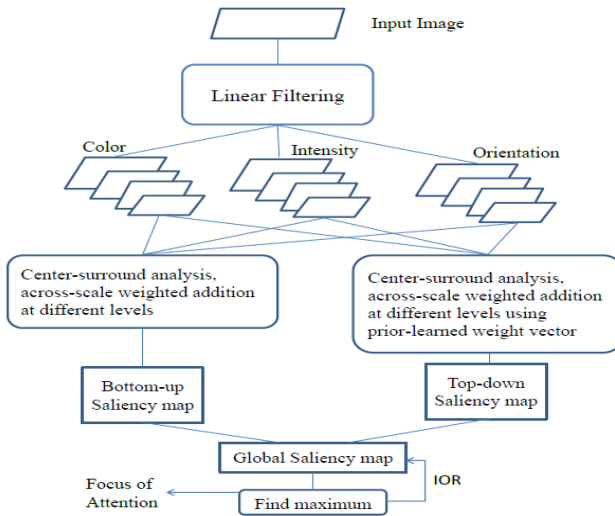 Input Image
Linear Filtering
Color
Intensity
Orientation
Center-surround analysis,
across-scale weighted addition
at different levels
Center-surround analysis,
across-scale weighted addition
at different levels using
prior-learned weight vector
Bottom-up
Saliency map
Top-down
Saliency map
Global Saliency map
IOR
Focus of
Attention
Find maximum